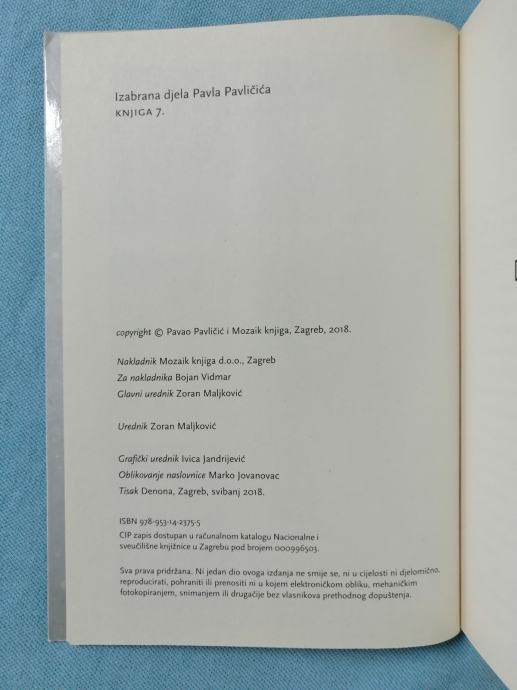 Izabrana djela Pavla Pavličića
KNJIGA 7.
copyright © Pavao Pavličić i Mozaik knjiga, Zagreb, 2018.
Nakladnik Mozaik knjiga d.o.o., Zagreb
Za nakladnika Bojan Vidmar
Glavni urednik Zoran Maljković
Urednik Zoran Maljković
Grafički urednik Ivica Jandrijević
Oblikovanje naslovnice Marko Jovanovac
Tisak Denona, Zagreb, svibanj 2018.
ISBN 978-953-14-2375-5
CIP zapis dostupan u računalnom katalogu Nacionalne i
sveučilišne knjižnice u Zagrebu pod brojem 000996503.
Sva prava pridržana. Ni jedan dio ovoga izdanja ne smije se, ni u cijelosti ni djelomično,
reproducirati, pohraniti ili prenositi ni u kojem elektroničkom obliku, mehaničkim
fotokopiranjem, snimanjem ili drugačije bez vlasnikova prethodnog dopuštenja.